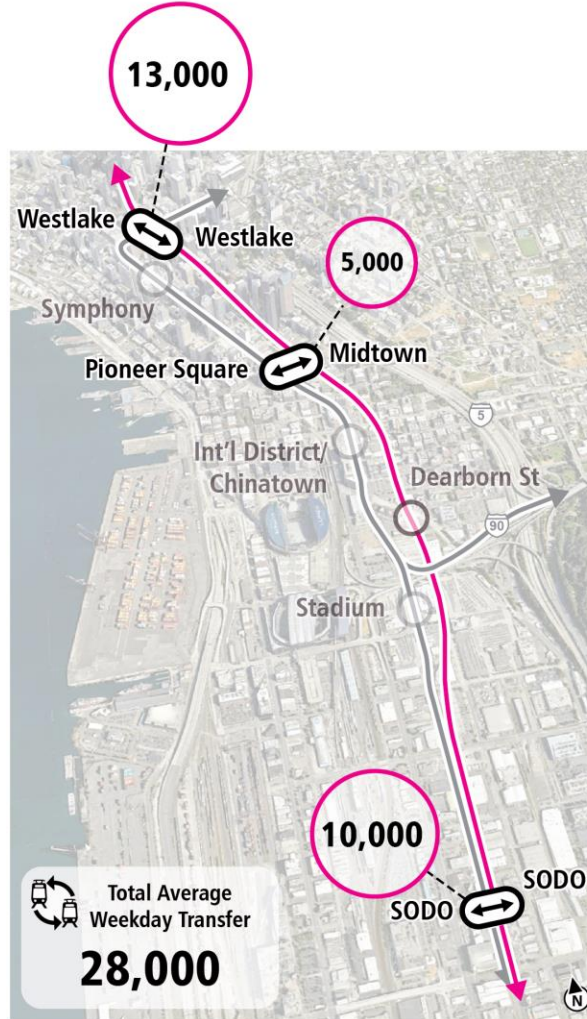 13,000
Westlake
Westlake
5,000
Symphony
Pioneer Square
Midtown
5
Int'l District/
Chinatown
Dearborn St
90
Stadium
10,000
SODO
SODO
Total Average
Weekday Transfer
28,000
N